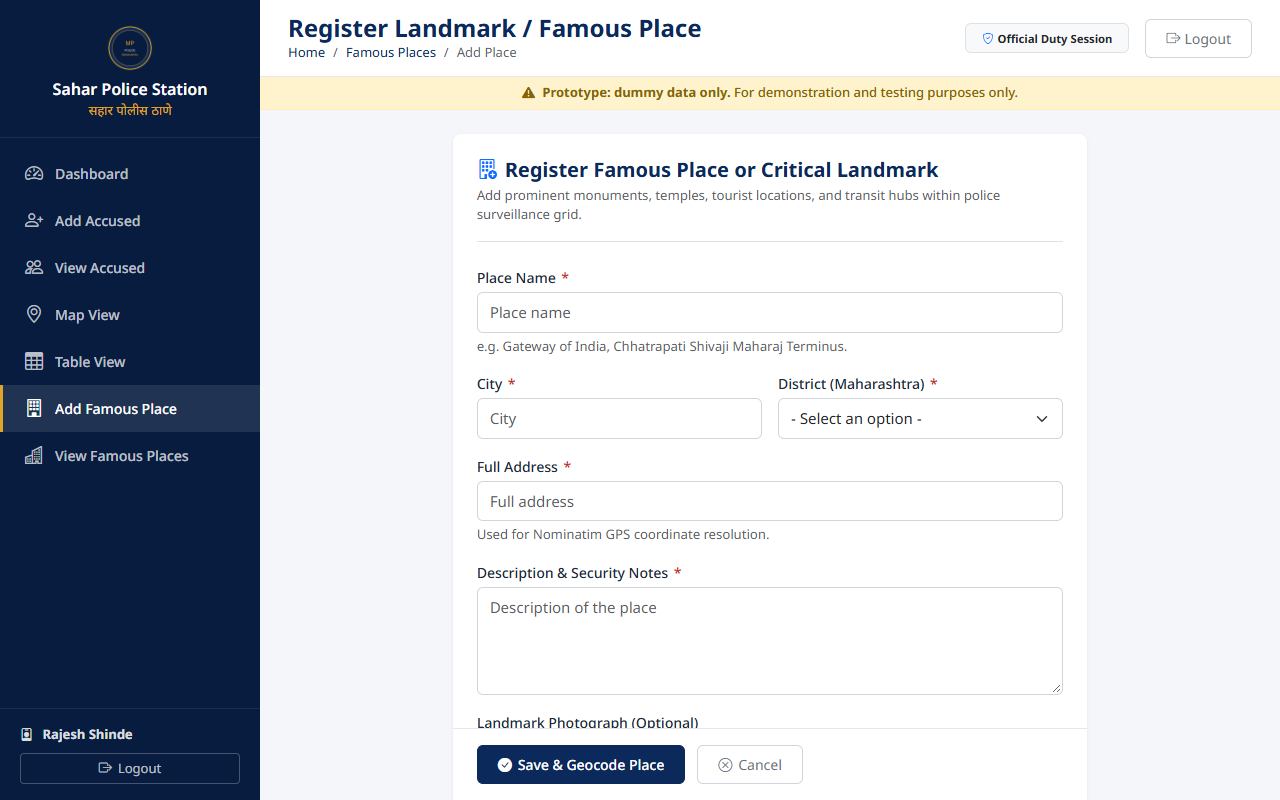 MP
Sahar Police Station
सहार पोलीस ठाणे
Dashboard
Add Accused
View Accused
Map View
Table View
Add Famous Place
View Famous Places
Rajesh Shinde
Logout
Register Landmark / Famous Place
Home / Famous Places / Add Place
Official Duty Session
Logout
Prototype: dummy data only. For demonstration and testing purposes only.
Register Famous Place or Critical Landmark
Add prominent monuments, temples, tourist locations, and transit hubs within police
surveillance grid.
Place Name *
Place name
e.g. Gateway of India, Chhatrapati Shivaji Maharaj Terminus.
City *
District (Maharashtra) *
City
- Select an option -
Full Address *
Full address
Used for Nominatim GPS coordinate resolution.
Description & Security Notes *
Description of the place
Landmark Photograph (Optional)
Save & Geocode Place
Cancel